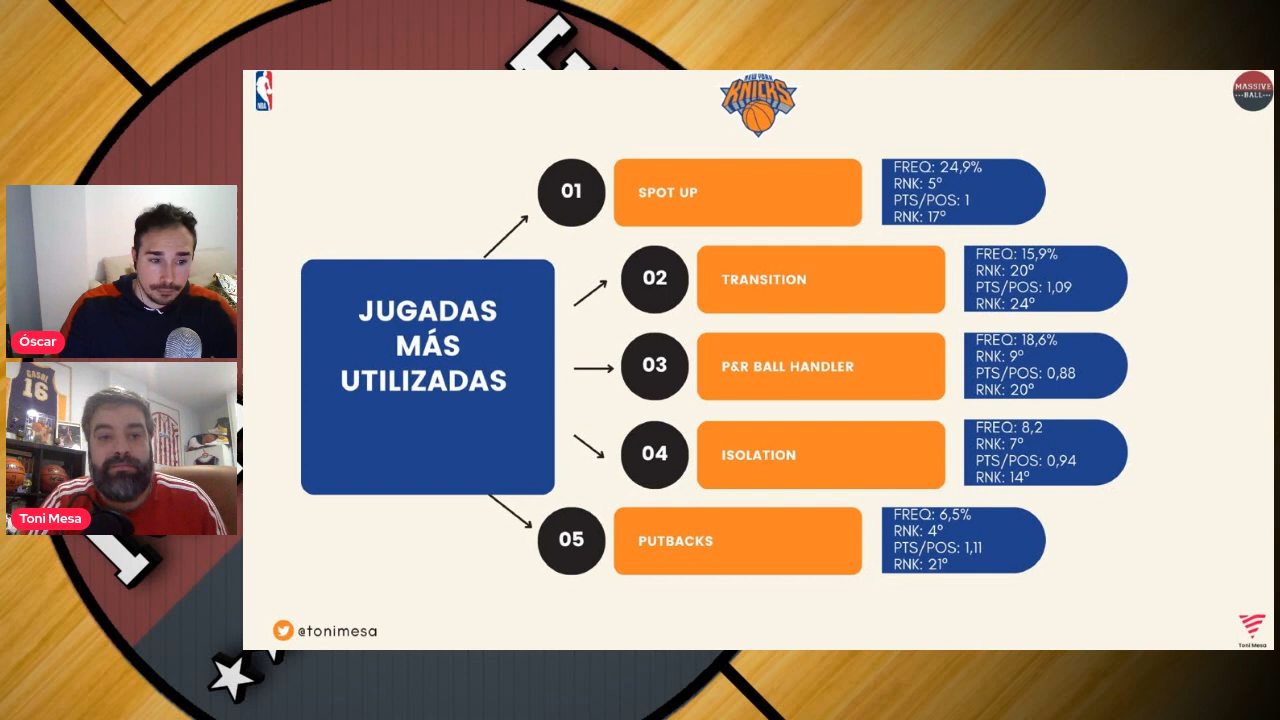 NBA
NEW YORK
KNICKS
MASSIVE
BALL
01
SPOT UP
FREQ: 24,9%
RNK: 5º
PTS/POS: 1
RNK: 17º
02
TRANSITION
FREQ: 15,9%
RNK: 20º
PTS/POS: 1,09
RNK: 24º
JUGADAS
MÁS
UTILIZADAS
03
P&R BALL HANDLER
FREQ: 18,6%
RNK: 9º
PTS/POS: 0,88
RNK: 20º
04
ISOLATION
FREQ: 8,2
RNK: 7º
PTS/POS: 0,94
RNK: 14º
05
PUTBACKS
FREQ: 6,5%
RNK: 4º
PTS/POS: 1,11
RNK: 21º
@tonimesa
Toni Mesa
Óscar
GASOL
16
Toni Mesa